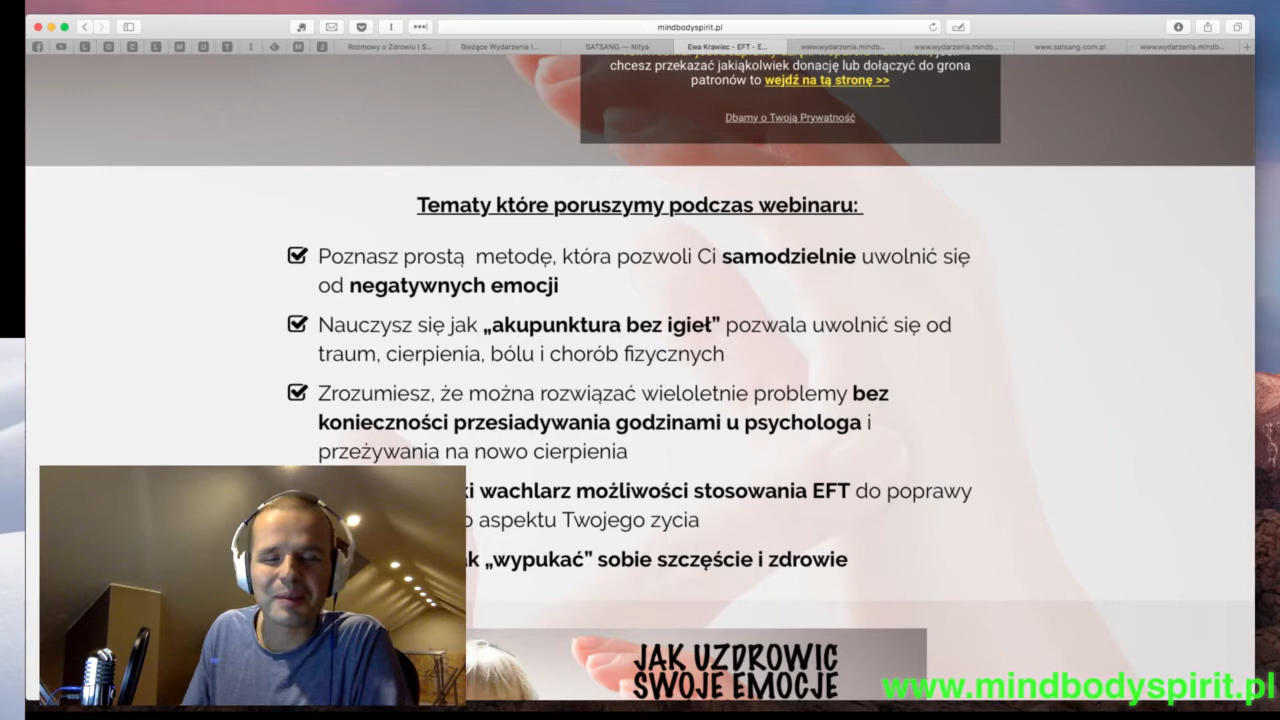 mindbodyspirit.pl
Rozmowy o Zdrowiu | S...
Bieżące Wydarzenia |...
SATSANG — Nitya
Ewa Krawiec - EFT - E...
www.wydarzenia.mindb...
www.wydarzenia.mindb...
www.satsang.com.pl
www.wydarzenia.mindb...
chcesz przekazać jakiąkolwiek donację lub dołączyć do grona
patronów to wejdź na tą stronę >>
Dbamy o Twoją Prywatność
Tematy które poruszymy podczas webinaru:
Poznasz prostą metodę, która pozwoli Ci samodzielnie uwolnić się
od negatywnych emocji
Nauczysz się jak „akupunktura bez igieł” pozwala uwolnić się od
traum, cierpienia, bólu i chorób fizycznych
Zrozumiesz, że można rozwiązać wieloletnie problemy bez
konieczności przesiadywania godzinami u psychologa i
przeżywania na nowo cierpienia
wachlarz możliwości stosowania EFT do poprawy
aspektu Twojego zycia
„wypukać” sobie szczęście i zdrowie
JAK UZDROWIC
SWOJE EMOCJE
www.mindbodyspirit.pl